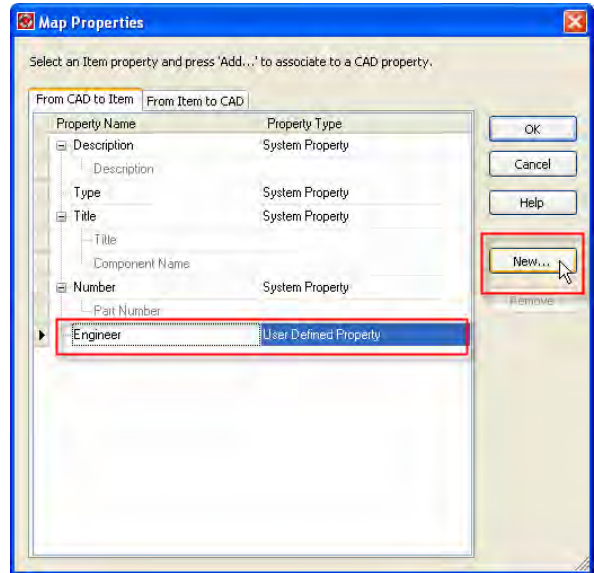 Map Properties
Select an Item property and press 'Add...' to associate to a CAD property.
From CAD to Item From Item to CAD
Property Name Property Type
Description System Property
Description
Type System Property
Title System Property
Title
Component Name
Number System Property
Part Number
Engineer User Defined Property
OK
Cancel
Help
New...
Remove